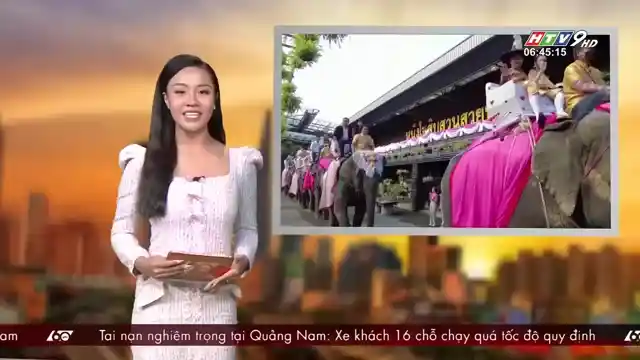 HTV9HD
06:45:15
am Tai nạn nghiêm trọng tại Quảng Nam: Xe khách 16 chỗ chạy quá tốc độ quy định